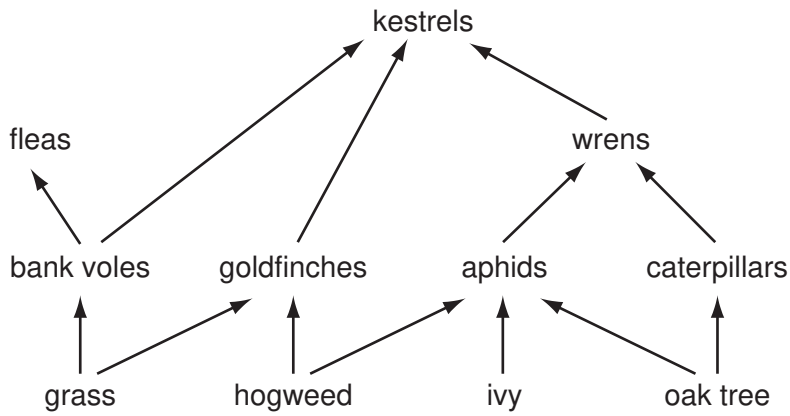 kestrels
fleas
wrens
bank voles
goldfinches
aphids
caterpillars
grass
hogweed
ivy
oak tree